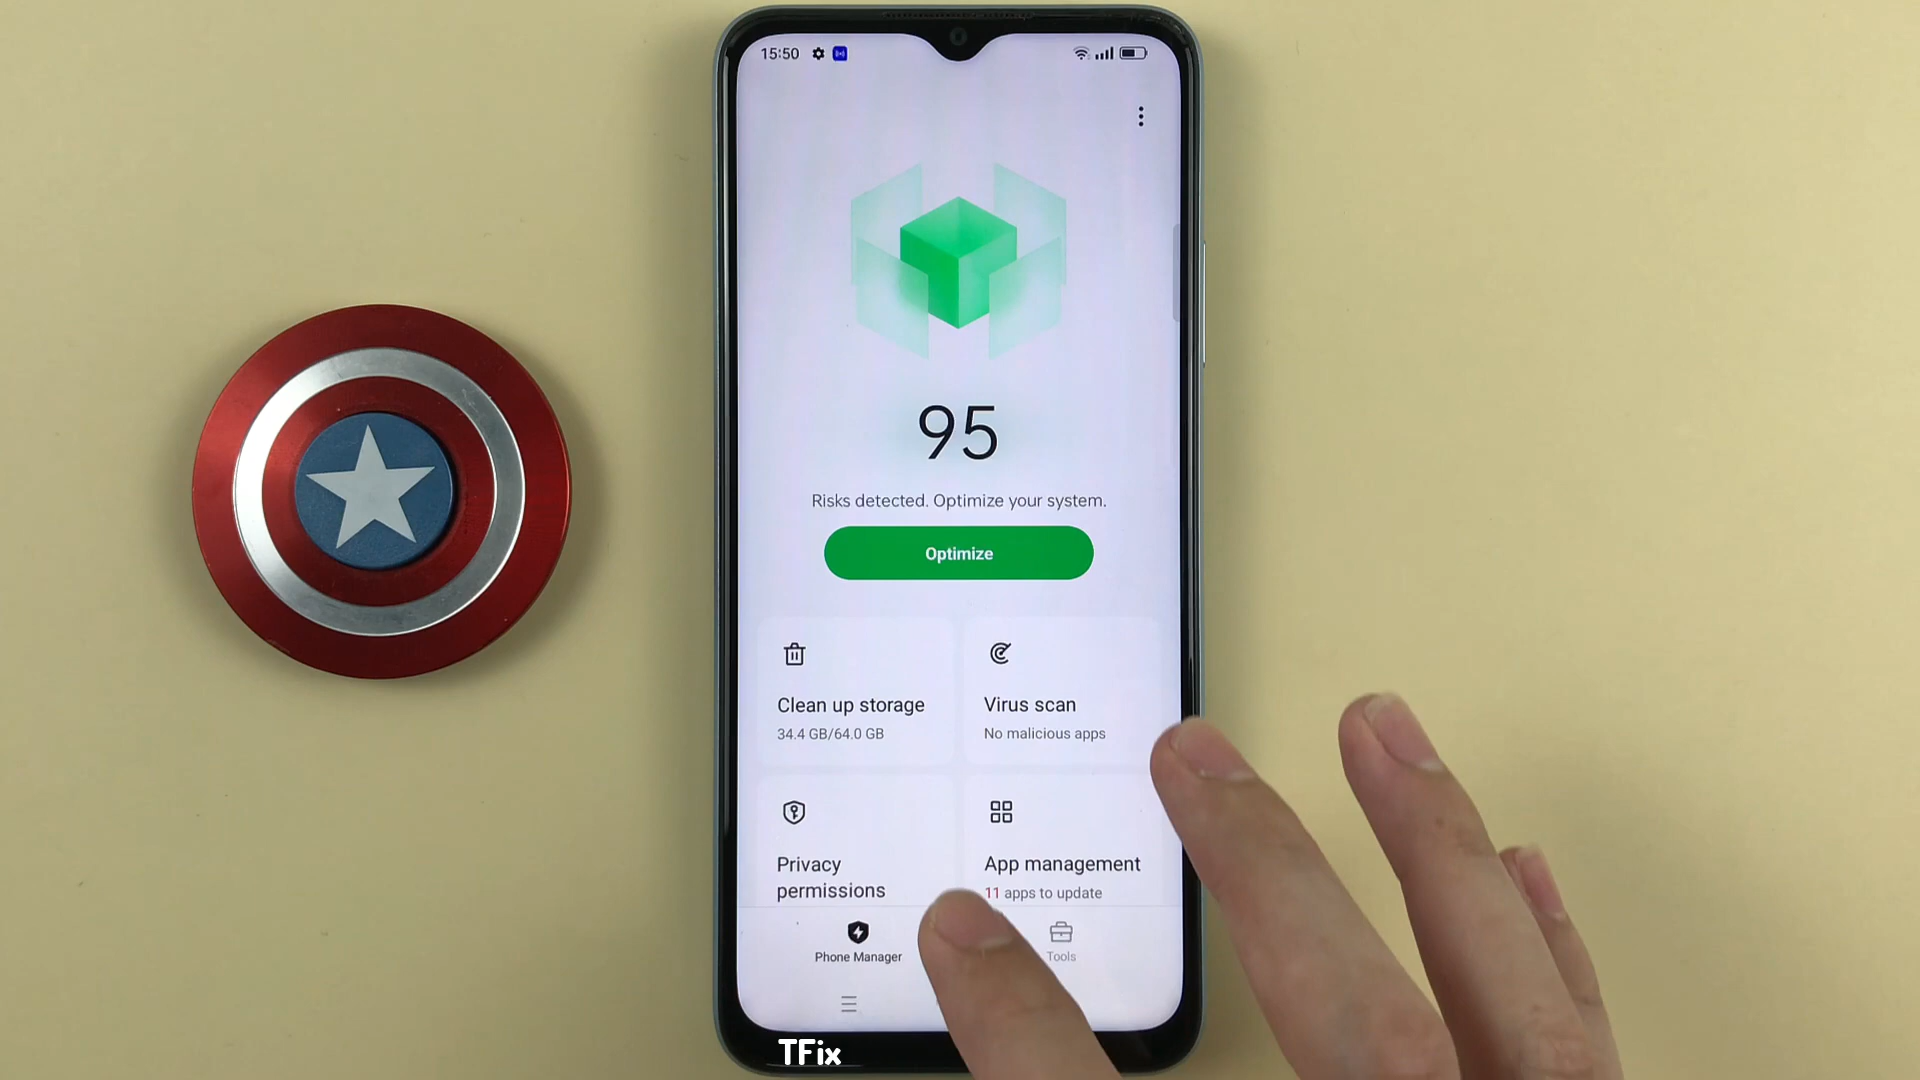 15:50
95
Risks detected. Optimize your system.
Optimize
Clean up storage
34.4 GB/64.0 GB
Virus scan
No malicious apps
Privacy
permissions
App management
11 apps to update
Phone Manager
Tools
TFix